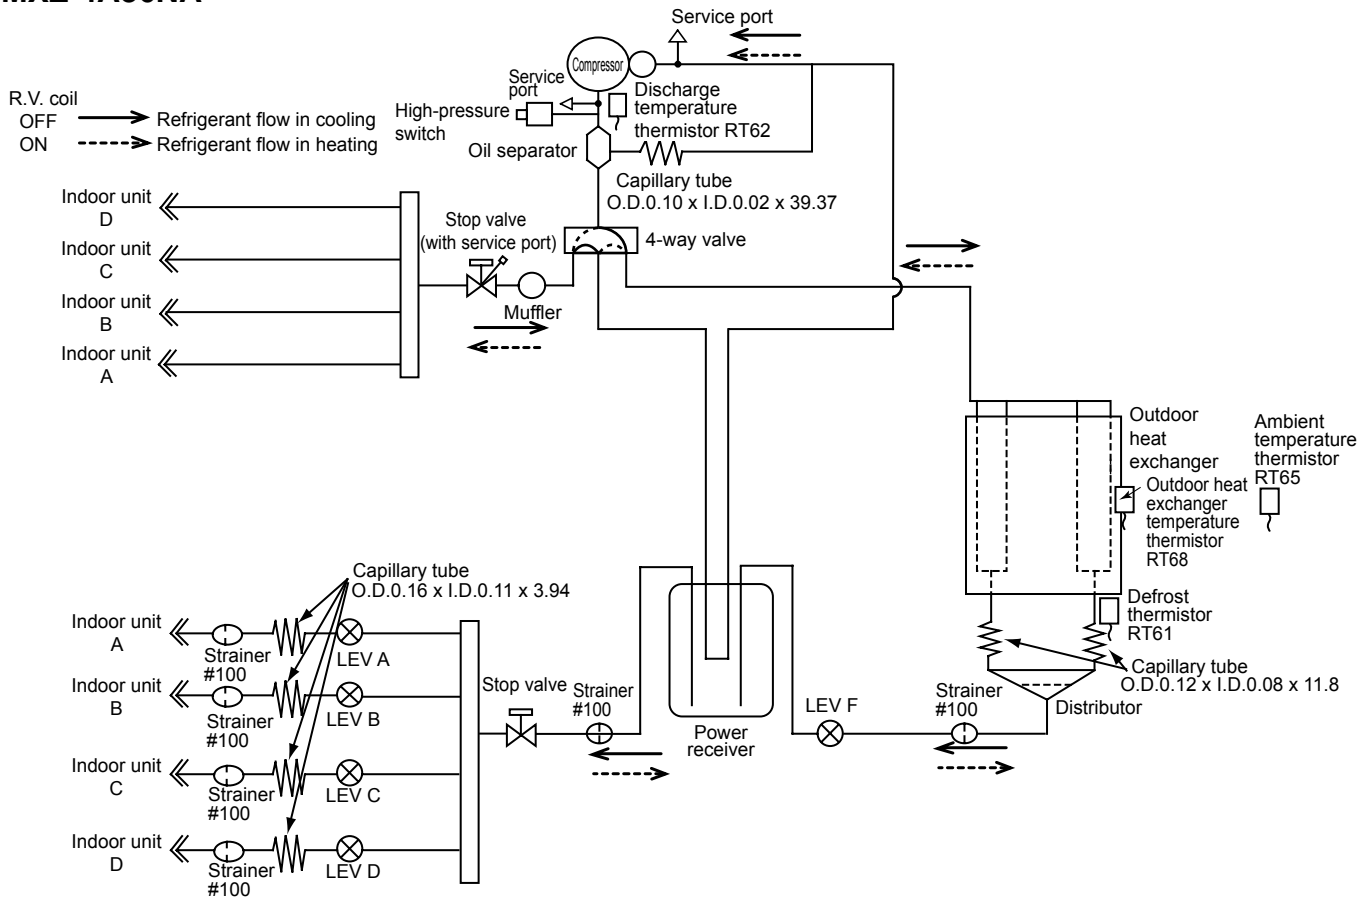 Service port
Compressor
Service
port
High-pressure
switch
Discharge
temperature
thermistor RT62
R.V. coil
OFF
Refrigerant flow in cooling
ON
Refrigerant flow in heating
Oil separator
Capillary tube
O.D.0.10 x I.D.0.02 x 39.37
Indoor unit
D
Indoor unit
C
Indoor unit
B
Indoor unit
A
Stop valve
(with service port)
4-way valve
Muffler
Outdoor
heat
exchanger
Ambient
temperature
thermistor
RT65
Outdoor heat
exchanger
temperature
thermistor
RT68
Defrost
thermistor
RT61
Capillary tube
O.D.0.12 x I.D.0.08 x 11.8
Distributor
Capillary tube
O.D.0.16 x I.D.0.11 x 3.94
Indoor unit
A
Strainer
#100
LEV A
Indoor unit
B
Strainer
#100
LEV B
Indoor unit
C
Strainer
#100
LEV C
Indoor unit
D
Strainer
#100
LEV D
Stop valve
Strainer
#100
Power
receiver
LEV F
Strainer
#100